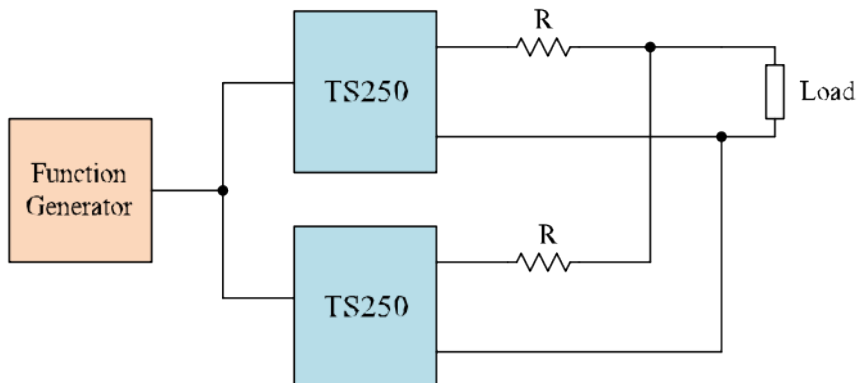 R
TS250
Load
Function
Generator
R
TS250